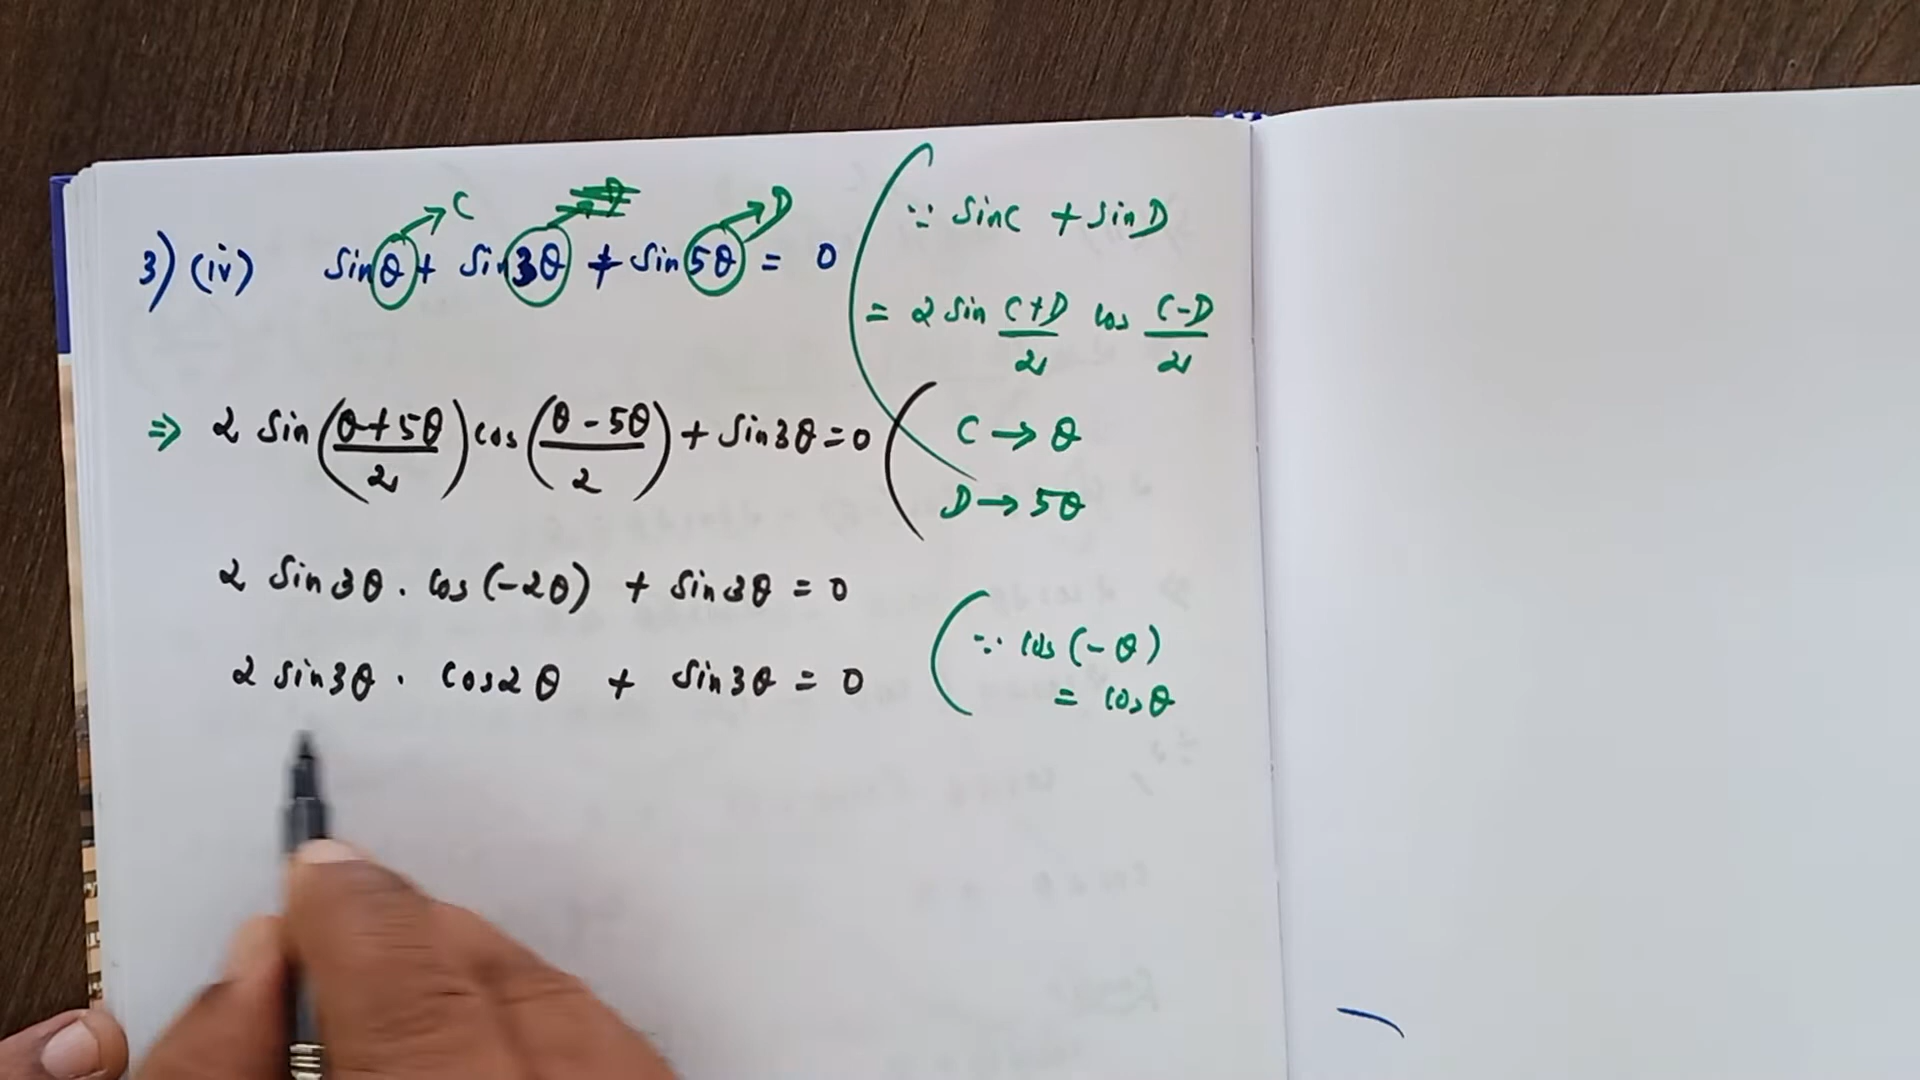 3) (iv) sinθ + sin3θ + sin5θ = 0
C
D
⇒ 2 sin(θ+5θ/2) cos(θ-5θ/2) + sin3θ = 0
2 sin3θ . cos(-2θ) + sin3θ = 0
2 sin3θ . cos2θ + sin3θ = 0
∵ sinC + sinD
= 2 sin C+D/2 cos C-D/2
C → θ
D → 5θ
∵ cos(-θ)
= cosθ